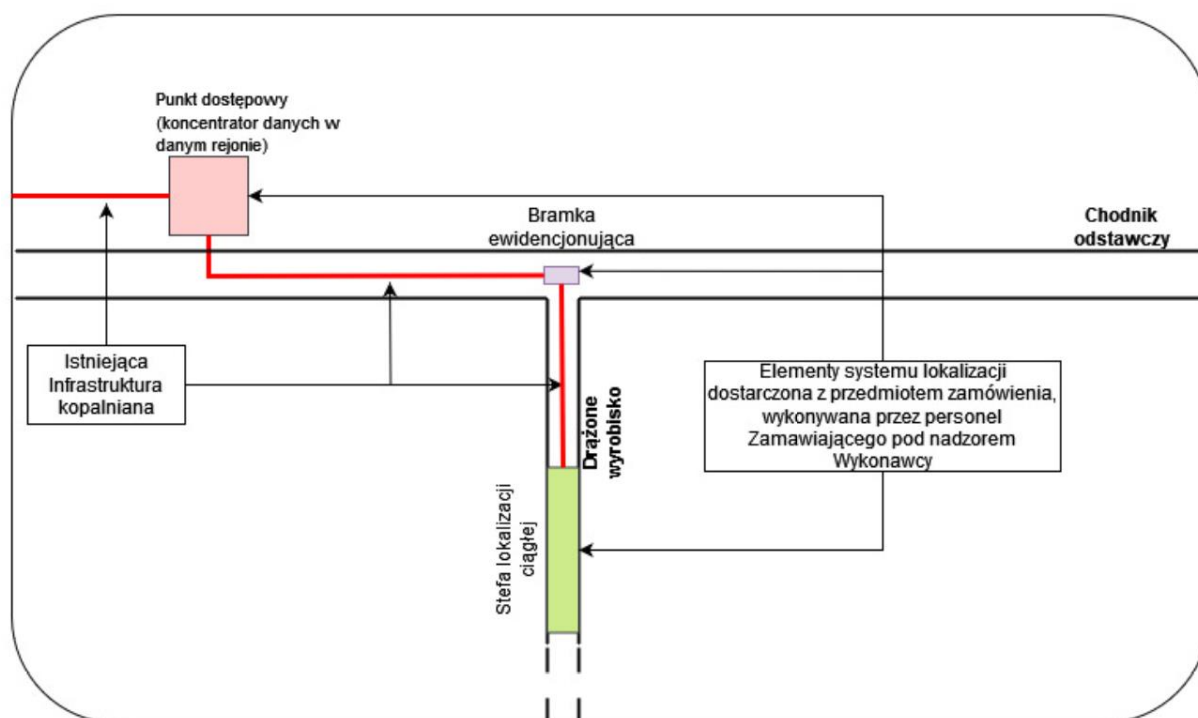 Punkt dostępowy
(koncentrator danych w
danym rejonie)
Bramka
ewidencjonująca
Chodnik
odstawczy
Istniejąca
Infrastruktura
kopalniana
Elementy systemu lokalizacji
dostarczona z przedmiotem zamówienia,
wykonywana przez personel
Zamawiającego pod nadzorem
Wykonawcy
Drążone
wyrobisko
Stefa lokalizacji
ciągłej